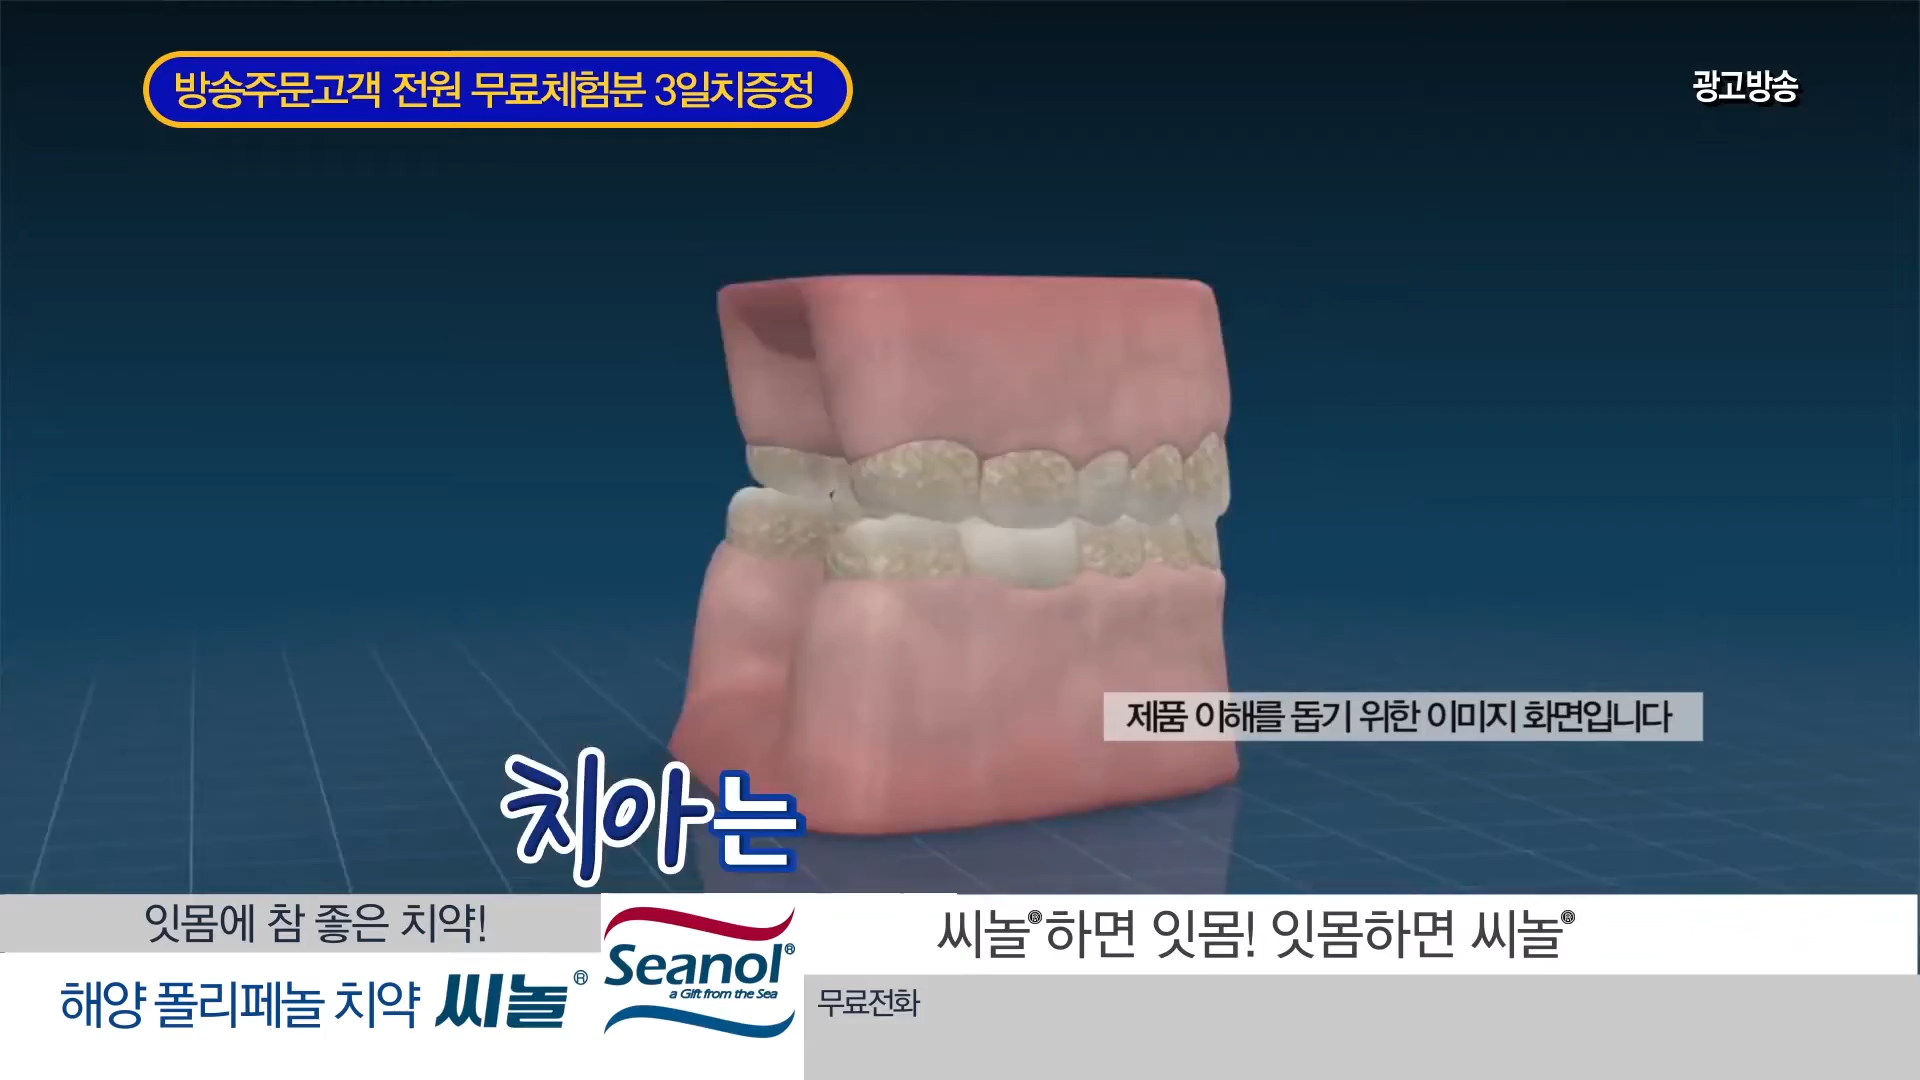 방송주문고객 전원 무료체험분 3일치증정
광고방송
제품 이해를 돕기 위한 이미지 화면입니다
치아는
잇몸에 참 좋은 치약!
해양 폴리페놀 치약 씨놀®
Seanol®
a Gift from the Sea
씨놀®하면 잇몸! 잇몸하면 씨놀®
무료전화